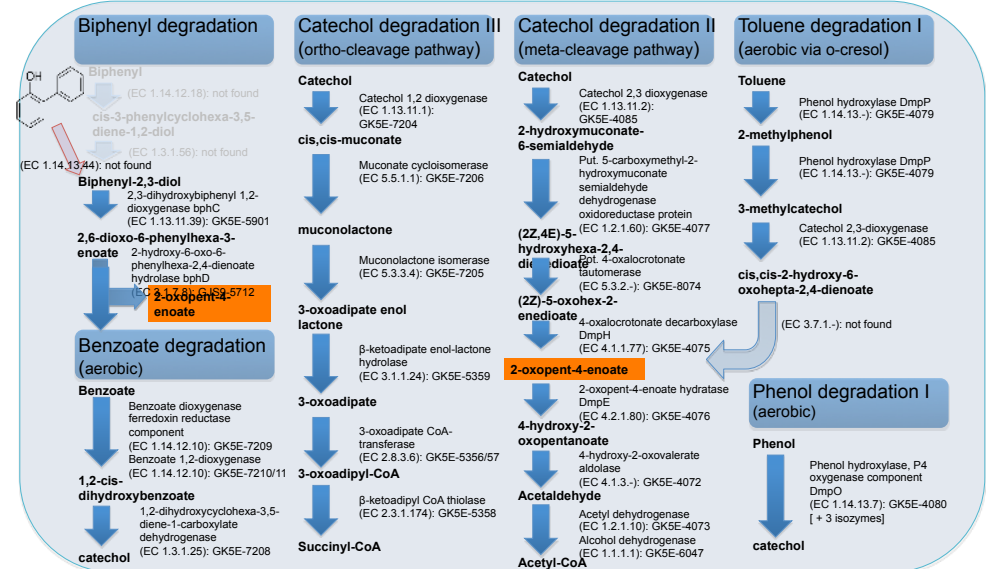 Biphenyl degradation
OH
Biphenyl
(EC 1.14.12.18): not found
cis-3-phenylcyclohexa-3,5-
diene-1,2-diol
(EC 1.3.1.56): not found
(EC 1.14.13.44): not found
Biphenyl-2,3-diol
2,3-dihydroxybiphenyl 1,2-
dioxygenase bphC
(EC 1.13.11.39): GK5E-5901
2,6-dioxo-6-phenylhexa-3-
enoate
2-hydroxy-6-oxo-6-
phenylhexa-2,4-dienoate
hydrolase bphD
(EC 3.1.7.8): GJS9-5712
2-oxopent-4-
enoate
Benzoate degradation
(aerobic)
Benzoate
Benzoate dioxygenase
ferredoxin reductase
component
(EC 1.14.12.10): GK5E-7209
Benzoate 1,2-dioxygenase
(EC 1.14.12.10): GK5E-7210/11
1,2-cis-
dihydroxybenzoate
1,2-dihydroxycyclohexa-3,5-
diene-1-carboxylate
dehydrogenase
(EC 1.3.1.25): GK5E-7208
catechol
Catechol degradation III
(ortho-cleavage pathway)
Catechol
Catechol 1,2 dioxygenase
(EC 1.13.11.1):
GK5E-7204
cis,cis-muconate
Muconate cycloisomerase
(EC 5.5.1.1): GK5E-7206
muconolactone
Muconolactone isomerase
(EC 5.3.3.4): GK5E-7205
3-oxoadipate enol
lactone
β-ketoadipate enol-lactone
hydrolase
(EC 3.1.1.24): GK5E-5359
3-oxoadipate
3-oxoadipate CoA-
transferase
(EC 2.8.3.6): GK5E-5356/57
3-oxoadipyl-CoA
β-ketoadipyl CoA thiolase
(EC 2.3.1.174): GK5E-5358
Succinyl-CoA
Catechol degradation II
(meta-cleavage pathway)
Catechol
Catechol 2,3 dioxygenase
(EC 1.13.11.2):
GK5E-4085
2-hydroxymuconate-
6-semialdehyde
Put. 5-carboxymethyl-2-
hydroxymuconate
semialdehyde
dehydrogenase
oxidoreductase protein
(EC 1.2.1.60): GK5E-4077
(2Z,4E)-5-
hydroxyhexa-2,4-
dienedioate
Put. 4-oxalocrotonate
tautomerase
(EC 5.3.2.-): GK5E-8074
(2Z)-5-oxohex-2-
enedioate
4-oxalocrotonate decarboxylase
DmpH
(EC 4.1.1.77): GK5E-4075
2-oxopent-4-enoate
2-oxopent-4-enoate hydratase
DmpE
(EC 4.2.1.80): GK5E-4076
4-hydroxy-2-
oxopentanoate
4-hydroxy-2-oxovalerate
aldolase
(EC 4.1.3.-): GK5E-4072
Acetaldehyde
Acetyl dehydrogenase
(EC 1.2.1.10): GK5E-4073
Alcohol dehydrogenase
(EC 1.1.1.1): GK5E-6047
Acetyl-CoA
Toluene degradation I
(aerobic via o-cresol)
Toluene
Phenol hydroxylase DmpP
(EC 1.14.13.-): GK5E-4079
2-methylphenol
Phenol hydroxylase DmpP
(EC 1.14.13.-): GK5E-4079
3-methylcatechol
Catechol 2,3-dioxygenase
(EC 1.13.11.2): GK5E-4085
cis,cis-2-hydroxy-6-
oxohepta-2,4-dienoate
(EC 3.7.1.-): not found
Phenol degradation I
(aerobic)
Phenol
Phenol hydroxylase, P4
oxygenase component
DmpO
(EC 1.14.13.7): GK5E-4080
[ + 3 isozymes]
catechol